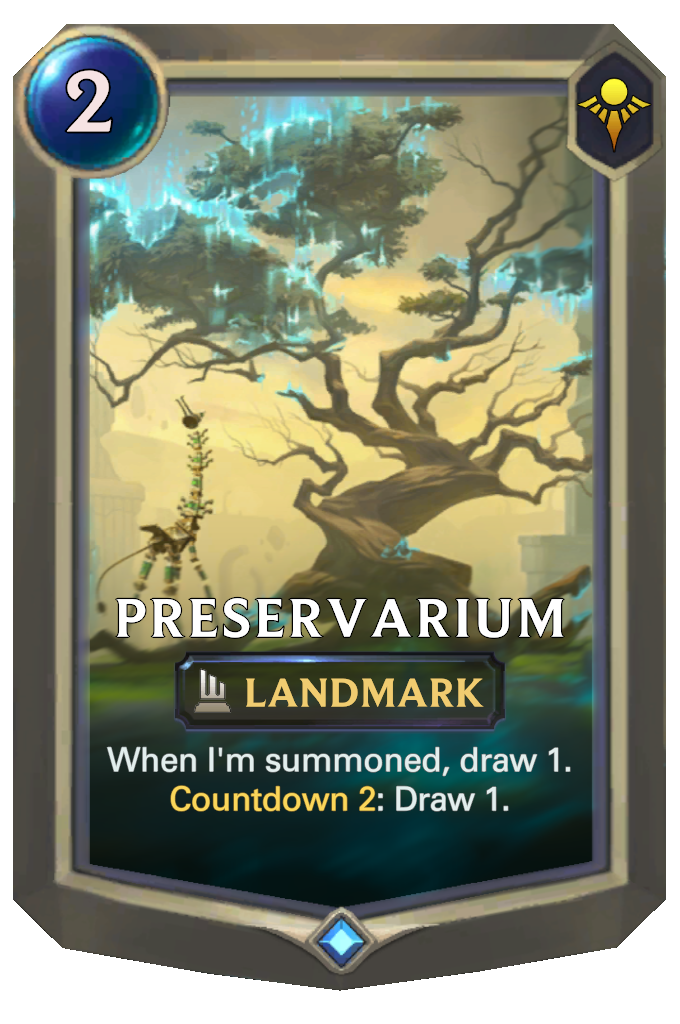 2
PRESERVARIUM
LANDMARK
When I'm summoned, draw 1.
Countdown 2: Draw 1.